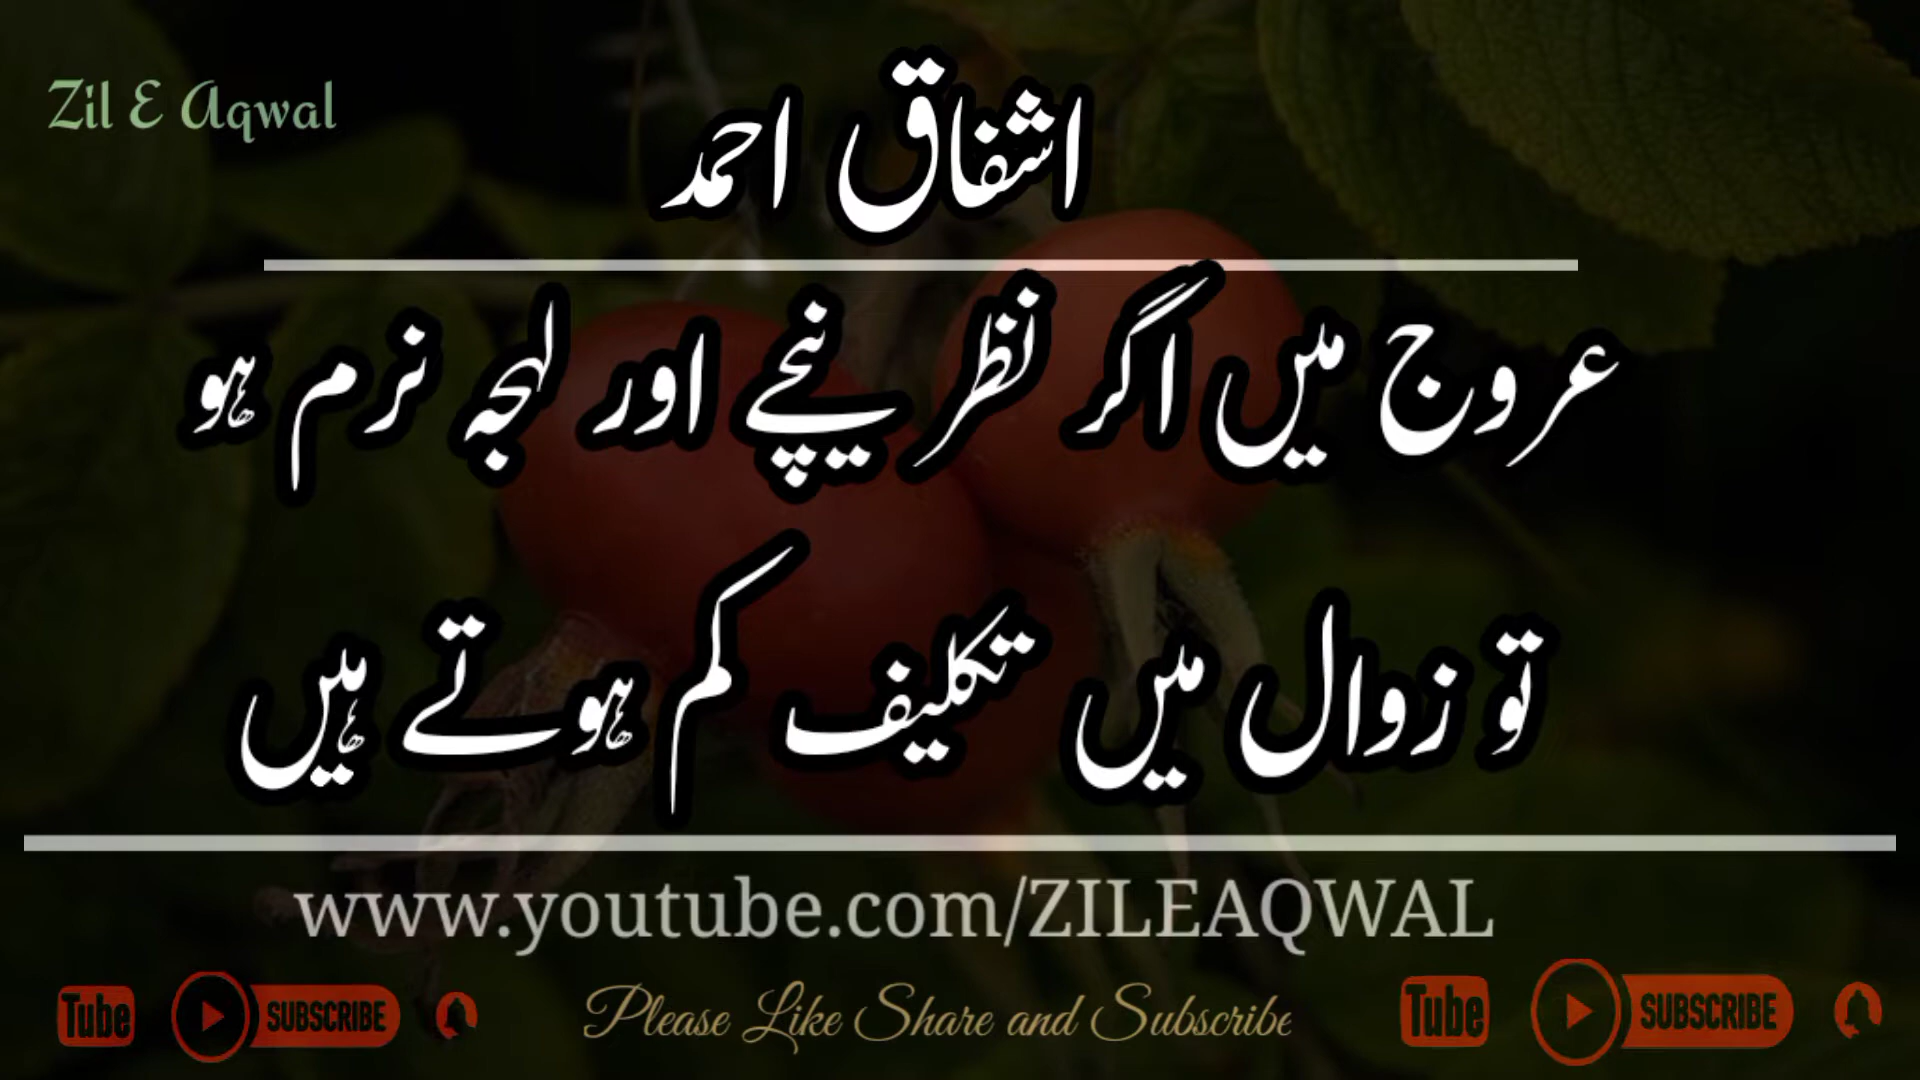 Zil E Aqwal
اشفاق احمد
عروج میں اگر نظر نیچے اور لہجہ نرم ہو
تو زوال میں تکلیف کم ہوتے ہیں
www.youtube.com/ZILEAQWAL
Tube SUBSCRIBE Please Like Share and Subscribe Tube SUBSCRIBE